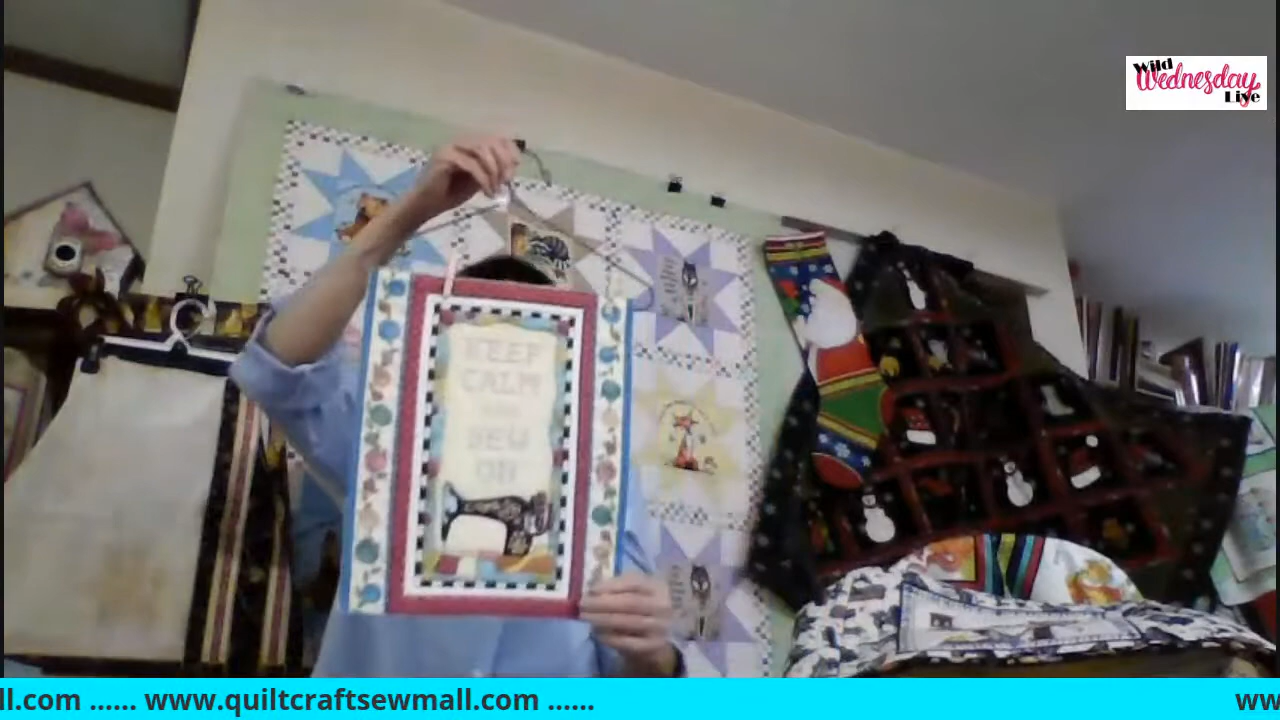 Wild
Wednesday
Live
KEEP
CALM
SEW
ON
ll.com ...... www.quiltcraftsewmall.com ......
ww